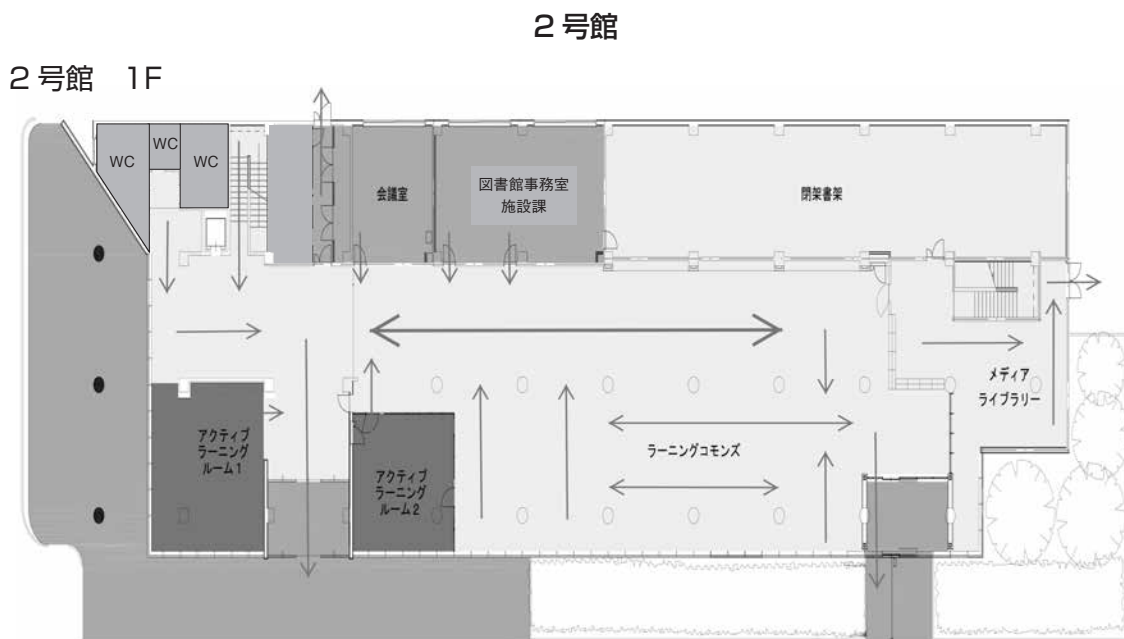 2号館
2号館 1F
WC
WC
WC
会議室
図書館事務室
施設課
閉架書架
メディア
ライブラリー
アクティブ
ラーニング
ルーム1
アクティブ
ラーニング
ルーム2
ラーニングコモンズ